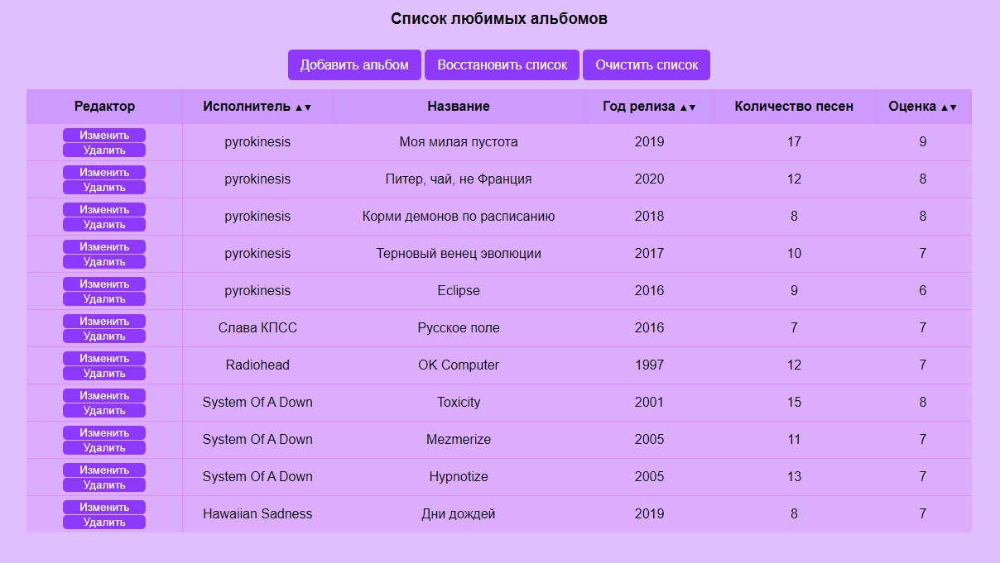 Список любимых альбомов
Добавить альбом Восстановить список Очистить список
Редактор Исполнитель ▲▼ Название Год релиза ▲▼ Количество песен Оценка ▲▼
Изменить
Удалить
pyrokinesis Моя милая пустота 2019 17 9
Изменить
Удалить
pyrokinesis Питер, чай, не Франция 2020 12 8
Изменить
Удалить
pyrokinesis Корми демонов по расписанию 2018 8 8
Изменить
Удалить
pyrokinesis Терновый венец эволюции 2017 10 7
Изменить
Удалить
pyrokinesis Eclipse 2016 9 6
Изменить
Удалить
Слава КПСС Русское поле 2016 7 7
Изменить
Удалить
Radiohead OK Computer 1997 12 7
Изменить
Удалить
System Of A Down Toxicity 2001 15 8
Изменить
Удалить
System Of A Down Mezmerize 2005 11 7
Изменить
Удалить
System Of A Down Hypnotize 2005 13 7
Изменить
Удалить
Hawaiian Sadness Дни дождей 2019 8 7